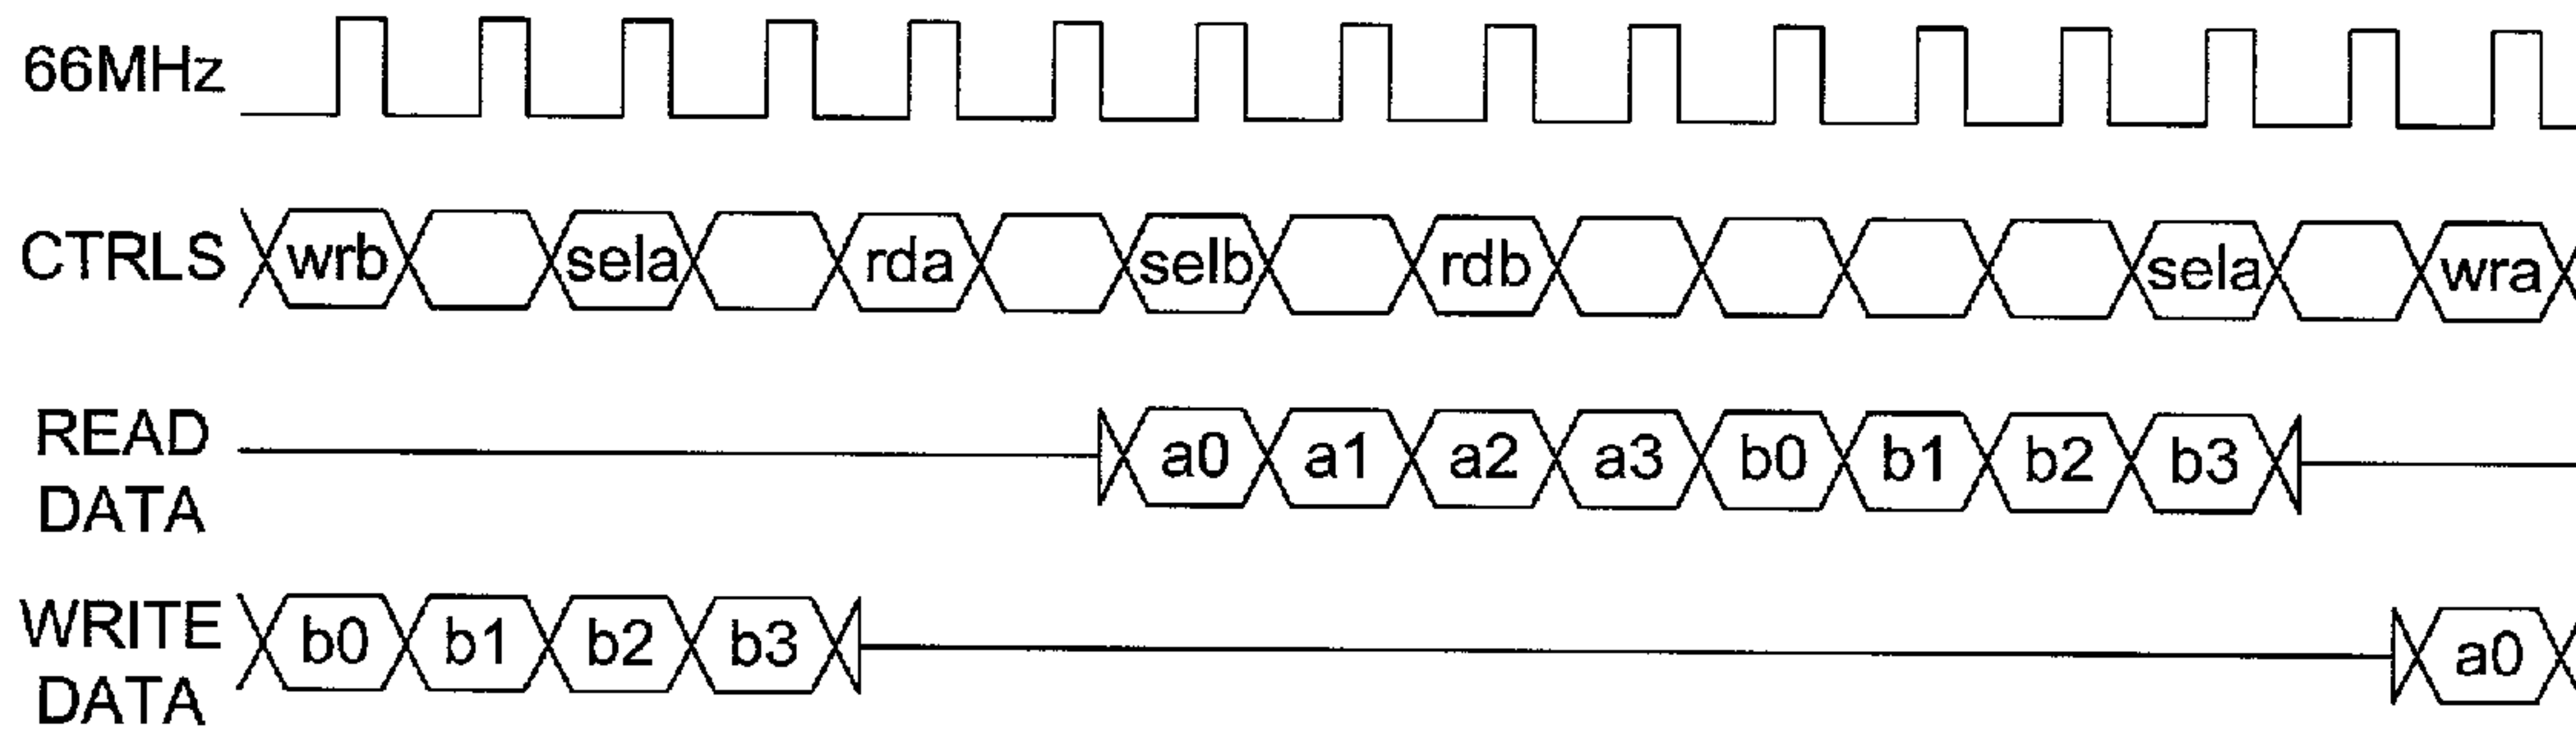 66MHz
CTRLS wrb sela rda selb rdb sela wra
READ DATA a0 a1 a2 a3 b0 b1 b2 b3
WRITE DATA b0 b1 b2 b3 a0